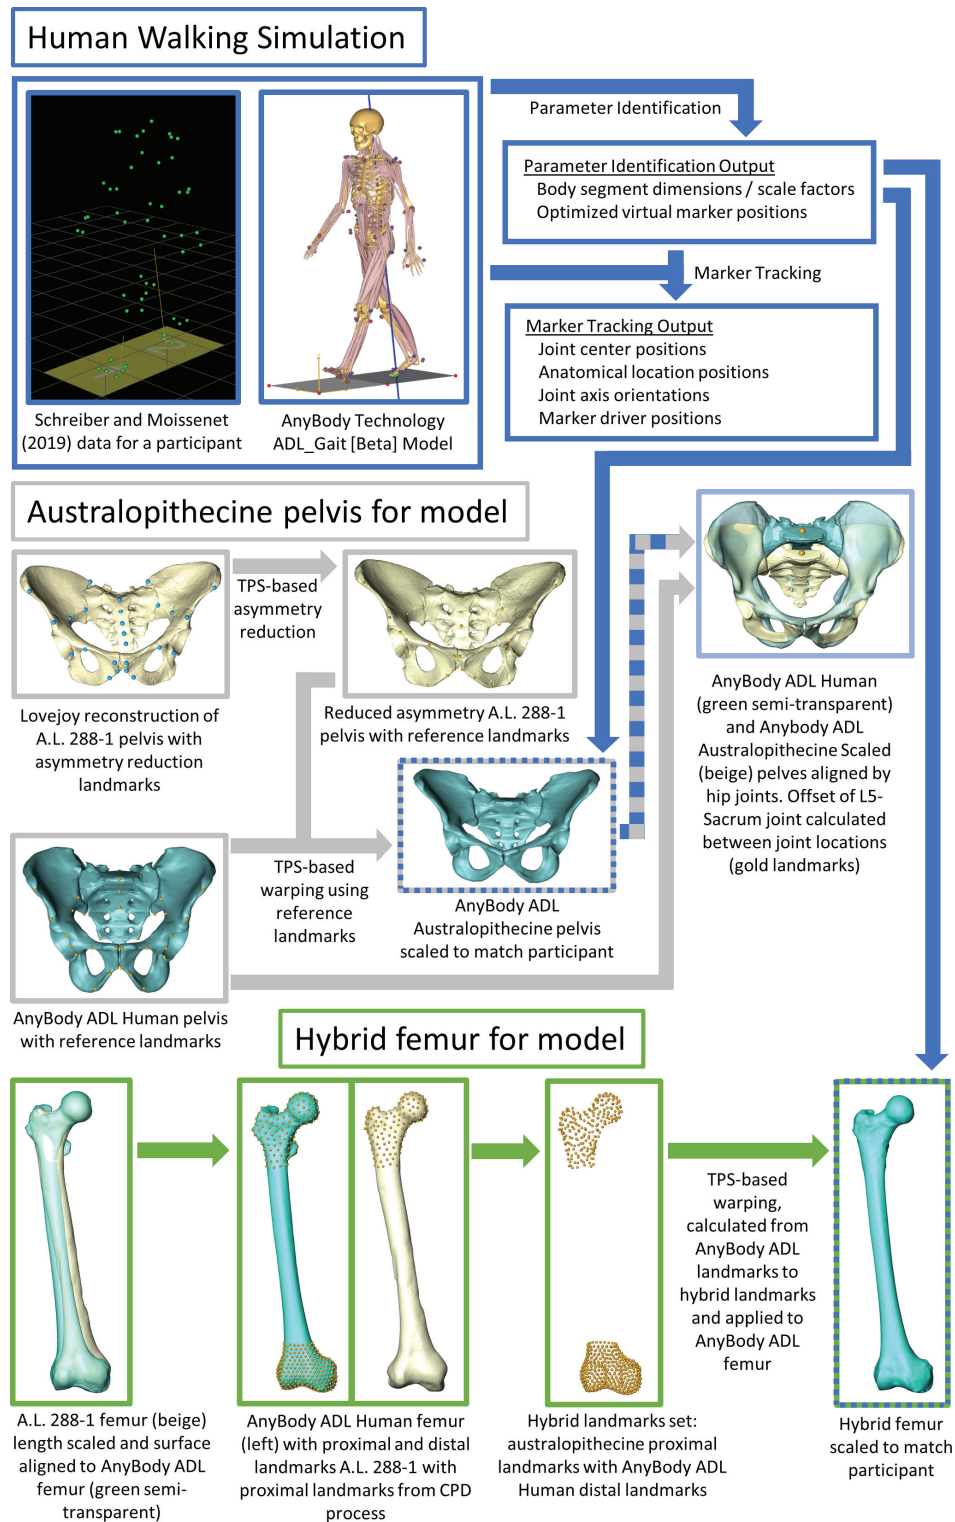 Human Walking Simulation
Parameter Identification
Parameter Identification Output
Body segment dimensions / scale factors
Optimized virtual marker positions
Marker Tracking
Marker Tracking Output
Joint center positions
Anatomical location positions
Joint axis orientations
Marker driver positions
Schreiber and Moissenet
(2019) data for a participant
AnyBody Technology
ADL_Gait [Beta] Model
Australopithecine pelvis for model
TPS-based
asymmetry
reduction
Lovejoy reconstruction of
A.L. 288-1 pelvis with
asymmetry reduction
landmarks
Reduced asymmetry A.L. 288-1
pelvis with reference landmarks
AnyBody ADL Human
(green semi-transparent)
and Anybody ADL
Australopithecine Scaled
(beige) pelves aligned by
hip joints. Offset of L5-
Sacrum joint calculated
between joint locations
(gold landmarks)
TPS-based
warping using
reference
landmarks
AnyBody ADL
Australopithecine pelvis
scaled to match participant
AnyBody ADL Human pelvis
with reference landmarks
Hybrid femur for model
TPS-based
warping,
calculated from
AnyBody ADL
landmarks to
hybrid landmarks
and applied to
AnyBody ADL
femur
A.L. 288-1 femur (beige)
length scaled and surface
aligned to AnyBody ADL
femur (green semi-
transparent)
AnyBody ADL Human femur
(left) with proximal and distal
landmarks A.L. 288-1 with
proximal landmarks from CPD
process
Hybrid landmarks set:
australopithecine proximal
landmarks with AnyBody ADL
Human distal landmarks
Hybrid femur
scaled to match
participant